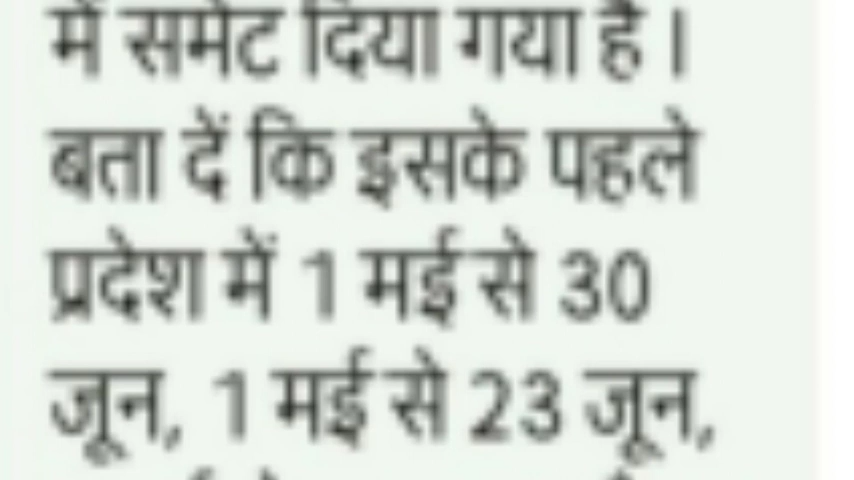 में समेट दिया गया है।
बता दें कि इसके पहले
प्रदेश में 1 मई से 30
जून, 1 मई से 23 जून,